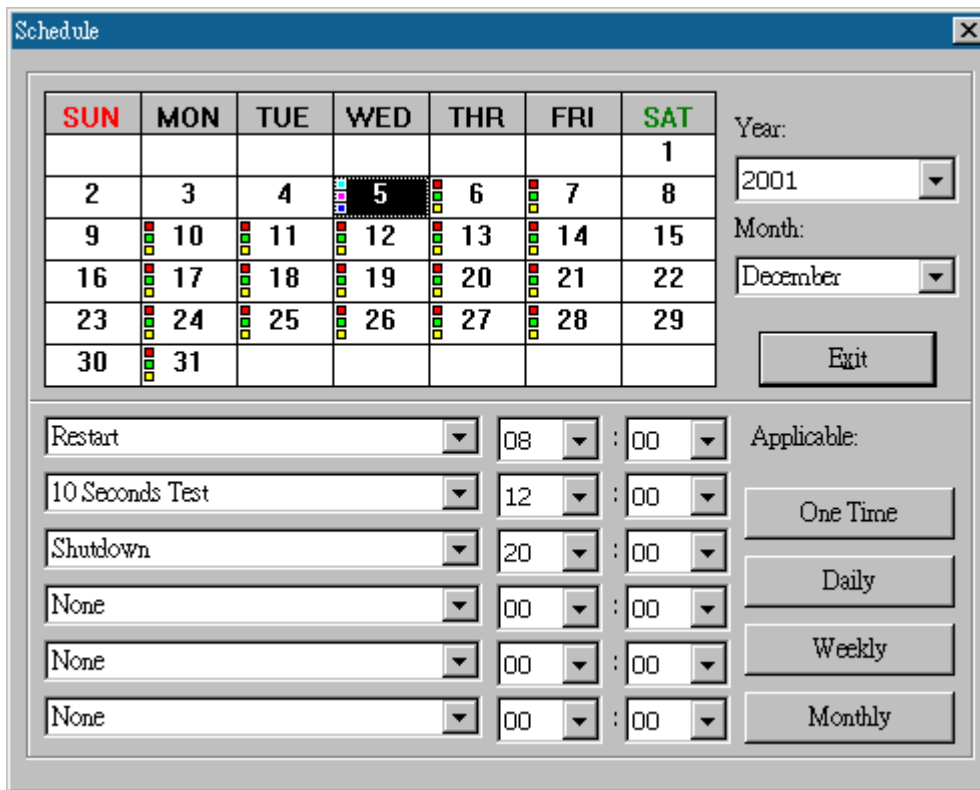 Schedule
SUN MON TUE WED THR FRI SAT
1
2 3 4 5 6 7 8
9 10 11 12 13 14 15
16 17 18 19 20 21 22
23 24 25 26 27 28 29
30 31
Year:
2001
Month:
December
Exit
Restart 08 : 00
10 Seconds Test 12 : 00
Shutdown 20 : 00
None 00 : 00
None 00 : 00
None 00 : 00
Applicable:
One Time
Daily
Weekly
Monthly